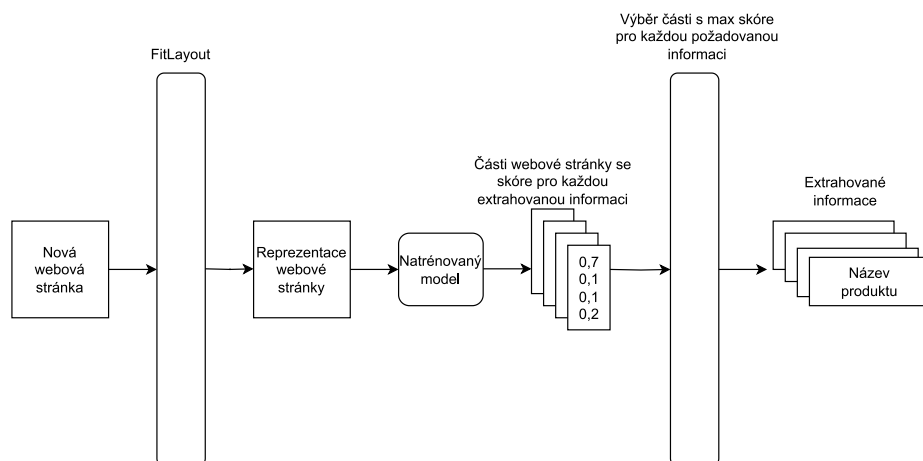 Výběr části s max skóre
pro každou požadovanou
informaci
FitLayout
Části webové stránky se
skóre pro každou
extrahovanou informaci
Extrahované
informace
Nová
webová
stránka
Reprezentace
webové
stránky
Natrénovaný
model
0,7
0,1
0,1
0,2
Název
produktu